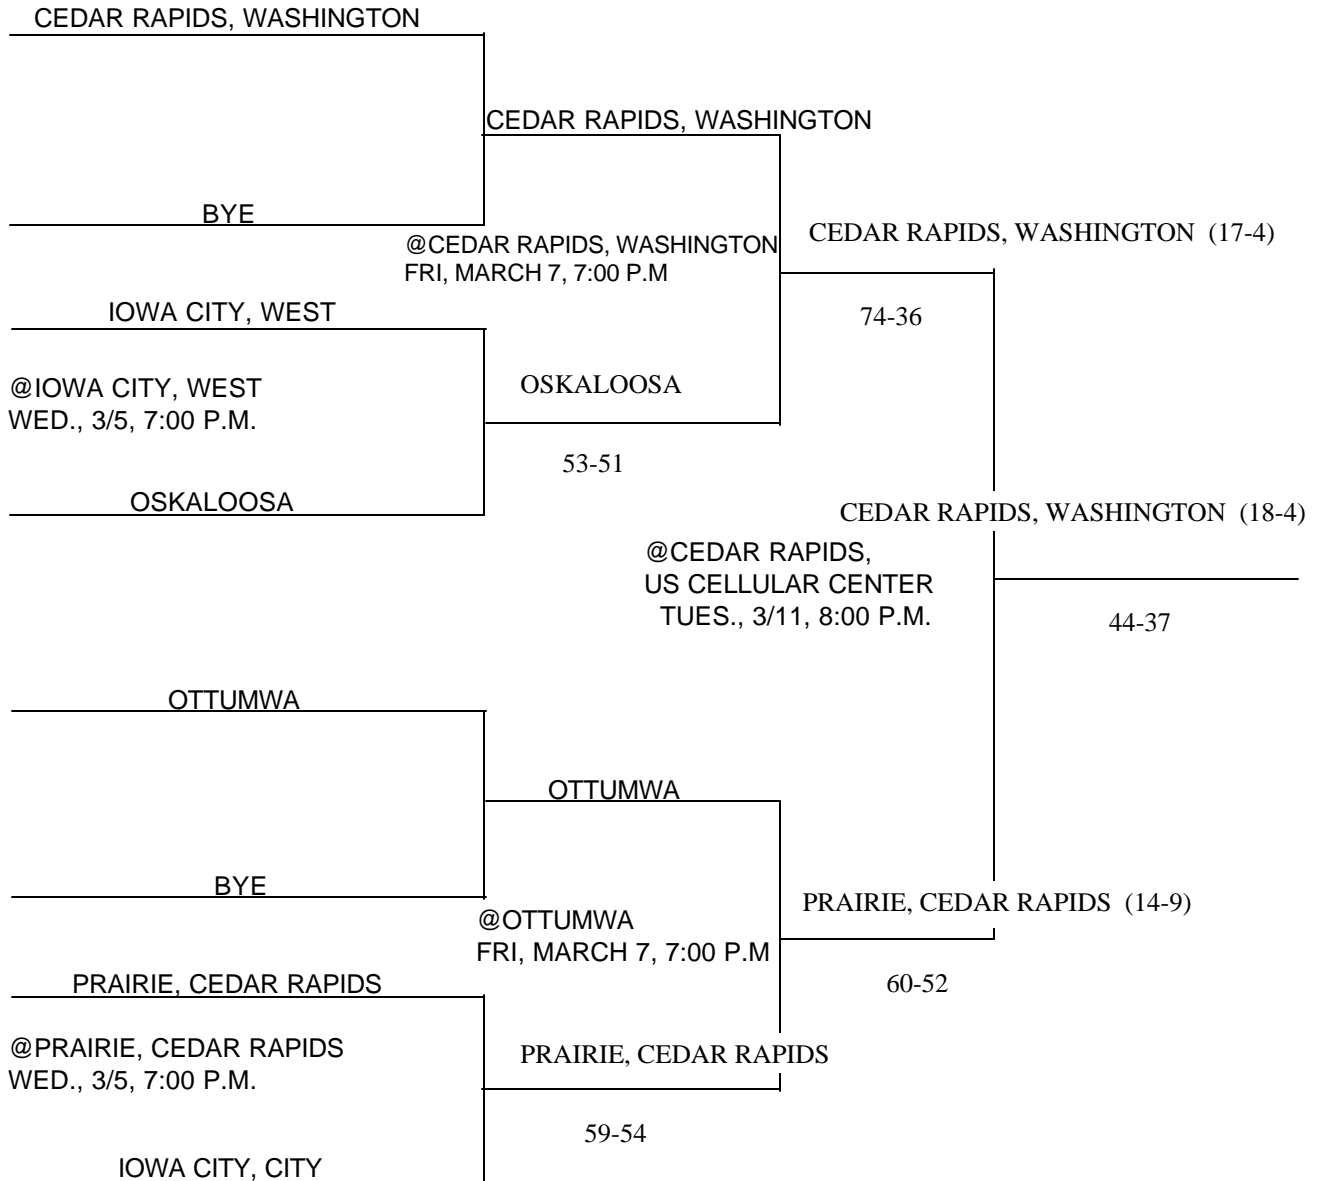 CEDAR RAPIDS, WASHINGTON
CEDAR RAPIDS, WASHINGTON
BYE
@CEDAR RAPIDS, WASHINGTON
FRI, MARCH 7, 7:00 P.M
CEDAR RAPIDS, WASHINGTON (17-4)
74-36
IOWA CITY, WEST
@IOWA CITY, WEST
WED., 3/5, 7:00 P.M.
OSKALOOSA
53-51
OSKALOOSA
CEDAR RAPIDS, WASHINGTON (18-4)
@CEDAR RAPIDS,
US CELLULAR CENTER
TUES., 3/11, 8:00 P.M.
44-37
OTTUMWA
OTTUMWA
BYE
@OTTUMWA
FRI, MARCH 7, 7:00 P.M
PRAIRIE, CEDAR RAPIDS (14-9)
60-52
PRAIRIE, CEDAR RAPIDS
@PRAIRIE, CEDAR RAPIDS
WED., 3/5, 7:00 P.M.
PRAIRIE, CEDAR RAPIDS
59-54
IOWA CITY, CITY